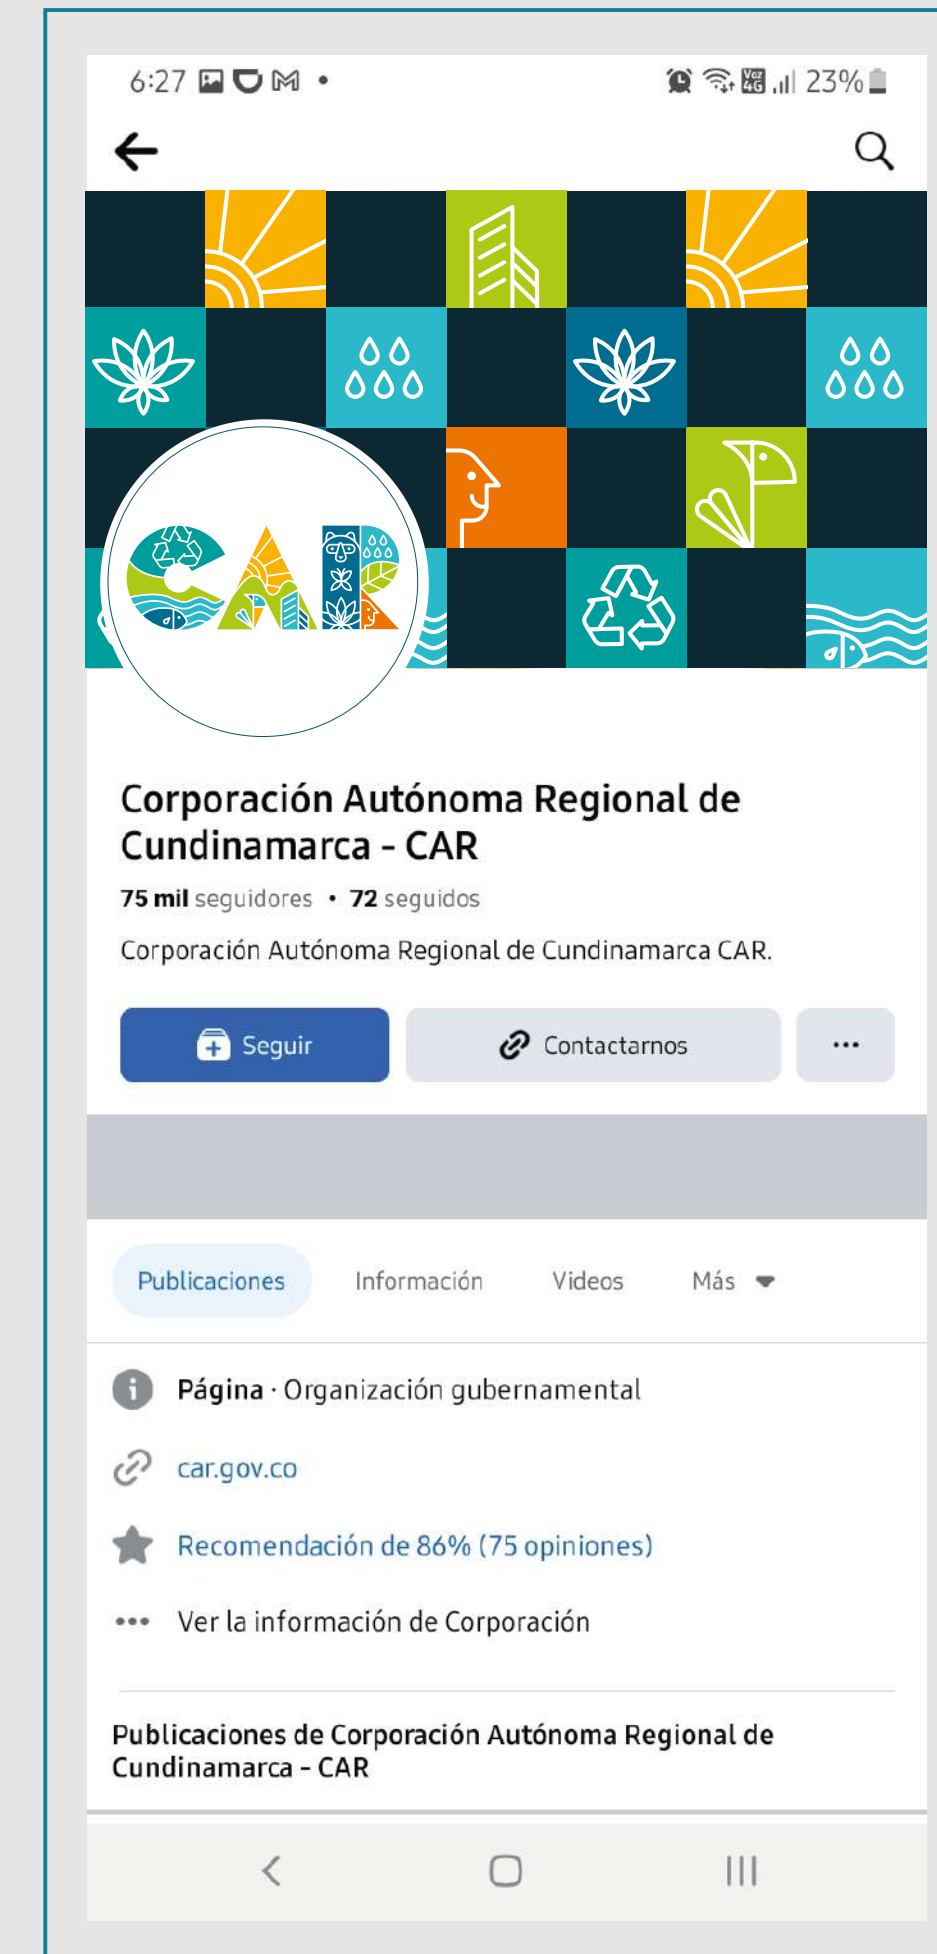 6:27
Voz
4G
23%
CAR
Corporación Autónoma Regional de
Cundinamarca - CAR
75 mil seguidores • 72 seguidos
Corporación Autónoma Regional de Cundinamarca CAR.
Seguir
Contactarnos
Publicaciones
Información
Videos
Más
Página · Organización gubernamental
car.gov.co
Recomendación de 86% (75 opiniones)
Ver la información de Corporación
Publicaciones de Corporación Autónoma Regional de
Cundinamarca - CAR